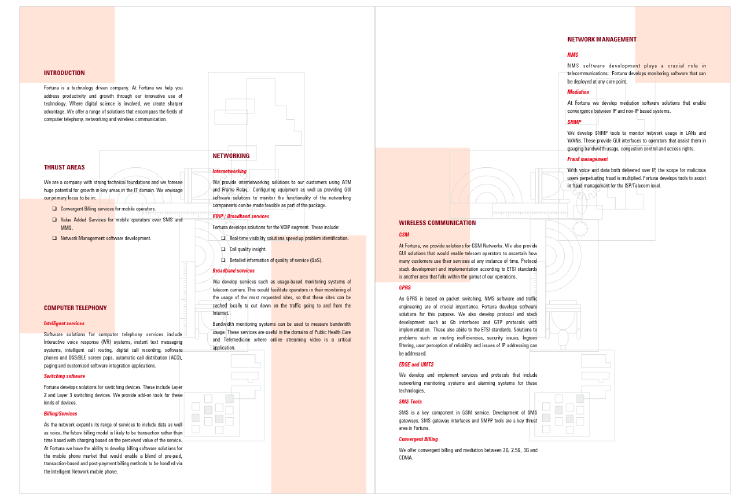 INTRODUCTION
Fortuna is a technology driven company. At Fortuna we help you
address productivity and growth through our innovative use of
technology. Where digital science is involved, we create sharper
advantage. We offer a range of solutions that encompass the fields of
computer telephony, networking and wireless communication.
THRUST AREAS
We are a company with strong technical foundations and we foresee
huge potential for growth in key areas in the IT domain. We envisage
our primary focus to be in:
❏ Convergent Billing services for mobile operators.
❏ Value Added Services for mobile operators over SMS and
MMS.
❏ Network Management software development.
COMPUTER TELEPHONY
Intelligent services
Software solutions for computer telephony services include
Interactive voice response (IVR) systems, instant text messaging
systems, intelligent call routing, digital call recording, software
phones and DSS/BLF screen pops, automatic call distribution (ACD),
paging and customized software integration applications.
Switching software
Fortuna develops solutions for switching devices. These include Layer
2 and Layer 3 switching devices. We provide add-on tools for these
kinds of devices.
Billing/Services
As the network expands its range of services to include data as well
as voice, the future billing model is likely to be transaction rather than
time based with charging based on the perceived value of the service.
At Fortuna we have the ability to develop billing software solutions for
the mobile phone market that would enable a blend of pre-paid,
transaction-based and post-payment billing methods to be handled via
the Intelligent Network mobile phone.
NETWORKING
Internetworking
We provide internetworking solutions to our customers using ATM
and Frame Relay. Configuring equipment as well as providing GUI
software solutions to monitor the functionality of the networking
components can be made feasible as part of the package.
VOIP / Broadband services
Fortuna develops solutions for the VOIP segment. These include:
❏ Real-time visibility solutions speed up problem identification.
❏ Call quality insight.
❏ Detailed information of quality of service (QoS).
Broadband services
We develop services such as usage-based monitoring systems of
telecom carriers. This would facilitate operators in their monitoring of
the usage of the most requested sites, so that these sites can be
cached locally to cut down on the traffic going to and from the
Internet.
Bandwidth monitoring systems can be used to measure bandwidth
usage. These services are useful in the domains of Public Health Care
and Telemedicine where online streaming video is a critical
application.
WIRELESS COMMUNICATION
GSM
At Fortuna, we provide solutions for GSM Networks. We also provide
GUI solutions that would enable telecom operators to ascertain how
many customers use their services at any instance of time. Protocol
stack development and implementation according to ETSI standards
is another area that falls within the gamut of our operations.
GPRS
As GPRS is based on packet switching, NMS software and traffic
engineering are of crucial importance. Fortuna develops software
solutions for this purpose. We also develop protocol and stack
development such as Gb interfaces and GTP protocols with
implementation. These are cable to the ETSI standards. Solutions to
problems such as routing inefficiencies, security issues, ingress
filtering, user perception of reliability and issues of IP addressing can
be addressed.
EDGE and UMTS
We develop and implement services and protocols that include
networking monitoring systems and planning systems for these
technologies.
SMS Tools
SMS is a key component in GSM service. Development of SMS
gateways, SMS gateway interfaces and SMPP tools are a key thrust
area in Fortuna.
Convergent Billing
We offer convergent billing and mediation between 2G, 2.5G, 3G and
CDMA.
NETWORK MANAGEMENT
NMS
NMS software development plays a crucial role in
telecommunications. Fortuna develops monitoring software that can
be deployed at any core point.
Mediation
At Fortuna we develop mediation software solutions that enable
convergence between IP and non-IP based systems.
SNMP
We develop SNMP tools to monitor network usage in LANs and
WANs. These provide GUI interfaces to operators that assist them in
gauging bandwidth usage, congestion control and access rights.
Fraud management
With voice and data both delivered over IP, the scope for malicious
users perpetuating fraud is multiplied. Fortuna develops tools to assist
in fraud management for the ISP/Telecom level.